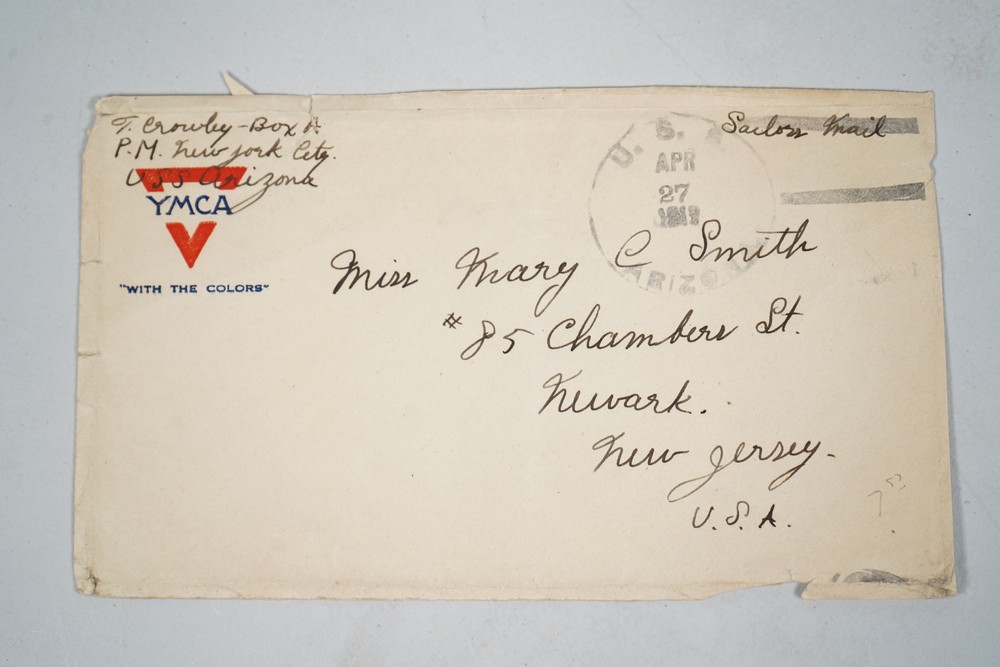 T. Crowley-Box A
P.M. New York City.
USS Arizona
YMCA
"WITH THE COLORS"
Sailors Mail
U. S.
APR
27
ARIZONA
Miss Mary C Smith
# 85 Chambers St.
Newark.
New Jersey.
U.S.A.